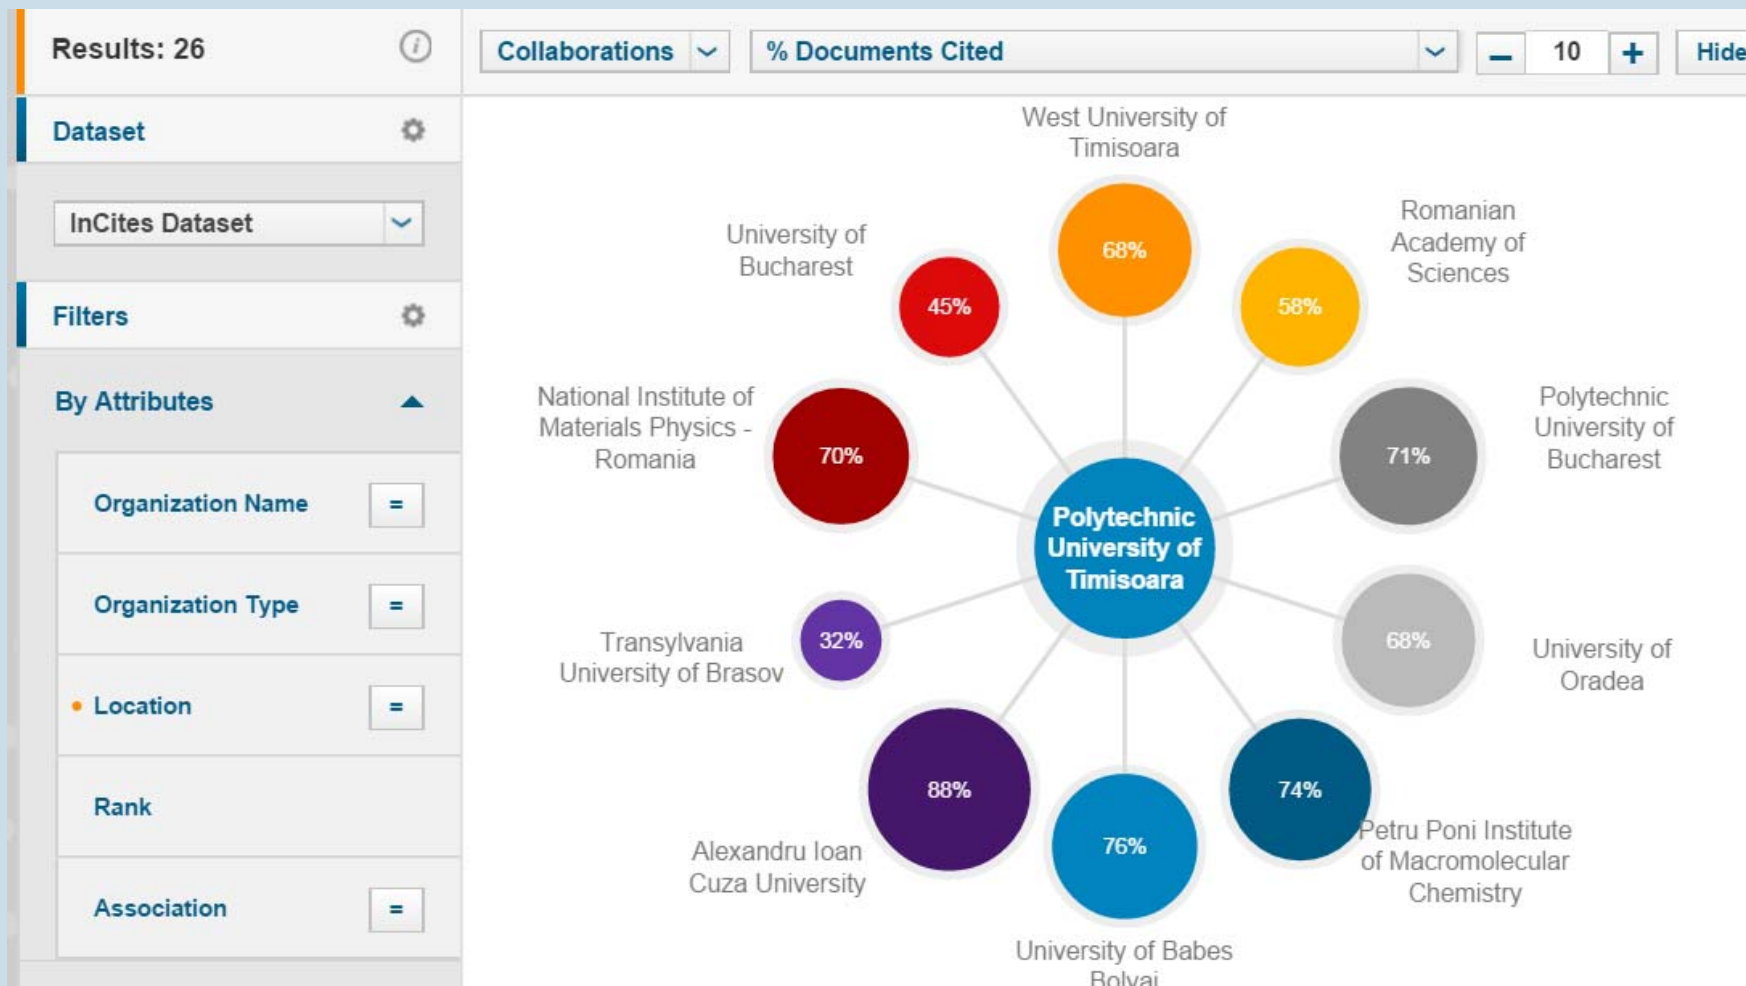 Results: 26
i
Collaborations
% Documents Cited
10
Hide
Dataset
InCites Dataset
Filters
By Attributes
Organization Name
=
Organization Type
=
Location
=
Rank
Association
=
West University of
Timisoara
68%
Romanian
Academy of
Sciences
58%
Polytechnic
University of
Bucharest
71%
University of
Oradea
68%
Petru Poni Institute
of Macromolecular
Chemistry
74%
University of Babes
Bolyai
76%
Alexandru Ioan
Cuza University
88%
Transylvania
University of Brasov
32%
National Institute of
Materials Physics -
Romania
70%
University of
Bucharest
45%
Polytechnic
University of
Timisoara